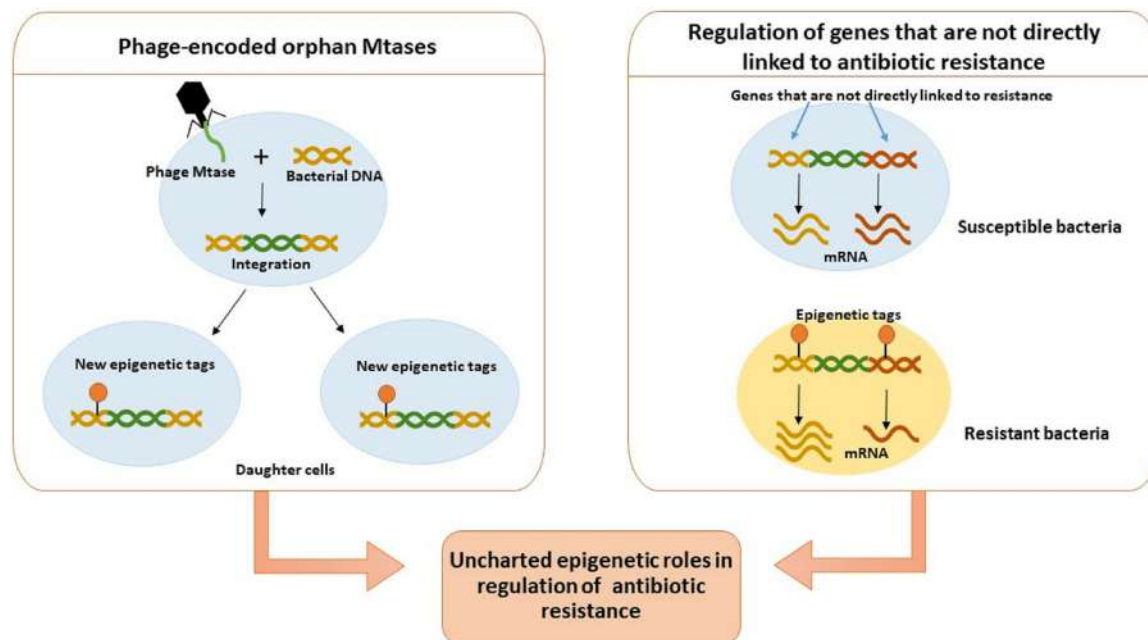 Phage-encoded orphan Mtases
Phage Mtase
+
Bacterial DNA
Integration
New epigenetic tags
New epigenetic tags
Daughter cells
Regulation of genes that are not directly
linked to antibiotic resistance
Genes that are not directly linked to resistance
mRNA
Susceptible bacteria
Epigenetic tags
mRNA
Resistant bacteria
Uncharted epigenetic roles in
regulation of antibiotic
resistance